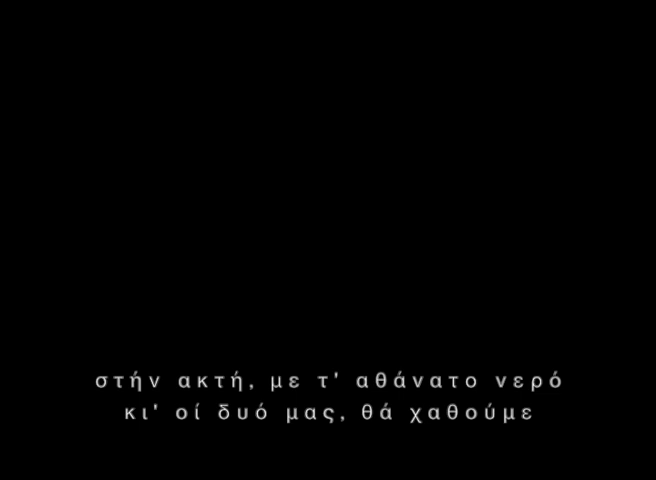 στήν ακτή, με τ' αθάνατο νερό
κι' οί δυό μας, θά χαθούμε